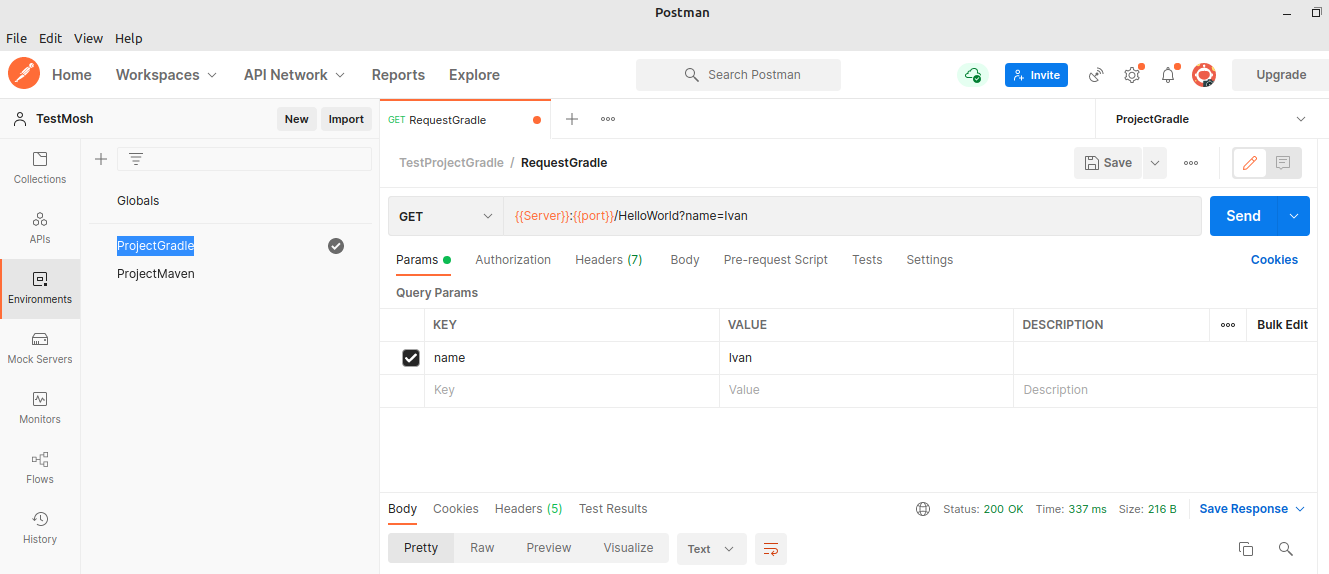 Postman
File Edit View Help
Home Workspaces API Network Reports Explore Search Postman Invite Upgrade
TestMosh New Import
GET RequestGradle
ProjectGradle
Collections
APIs
Environments
Mock Servers
Monitors
Flows
History
Globals
ProjectGradle
ProjectMaven
TestProjectGradle / RequestGradle Save
GET {{Server}}:{{port}}/HelloWorld?name=Ivan Send
Params Authorization Headers (7) Body Pre-request Script Tests Settings Cookies
Query Params
KEY VALUE DESCRIPTION Bulk Edit
name Ivan
Key Value Description
Body Cookies Headers (5) Test Results Status: 200 OK Time: 337 ms Size: 216 B Save Response
Pretty Raw Preview Visualize Text